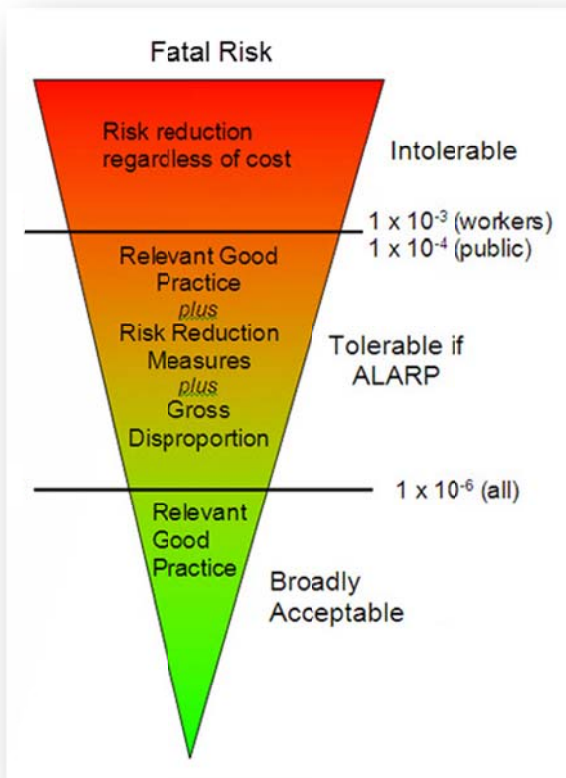 Fatal Risk
Risk reduction
regardless of cost
Intolerable
1 x 10⁻³ (workers)
1 x 10⁻⁴ (public)
Relevant Good
Practice
plus
Risk Reduction
Measures
plus
Gross
Disproportion
Tolerable if
ALARP
1 x 10⁻⁶ (all)
Relevant
Good
Practice
Broadly
Acceptable